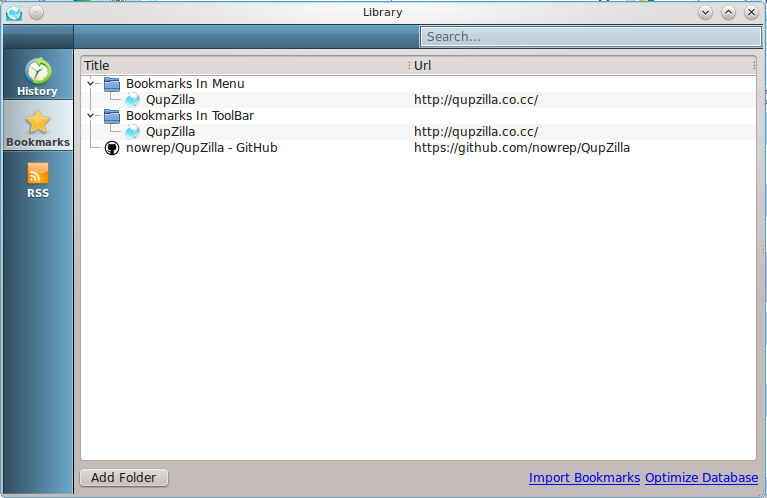 Library
Search...
History
Bookmarks
RSS
Title Url
Bookmarks In Menu
QupZilla http://qupzilla.co.cc/
Bookmarks In ToolBar
QupZilla http://qupzilla.co.cc/
nowrep/QupZilla - GitHub https://github.com/nowrep/QupZilla
Add Folder Import Bookmarks Optimize Database